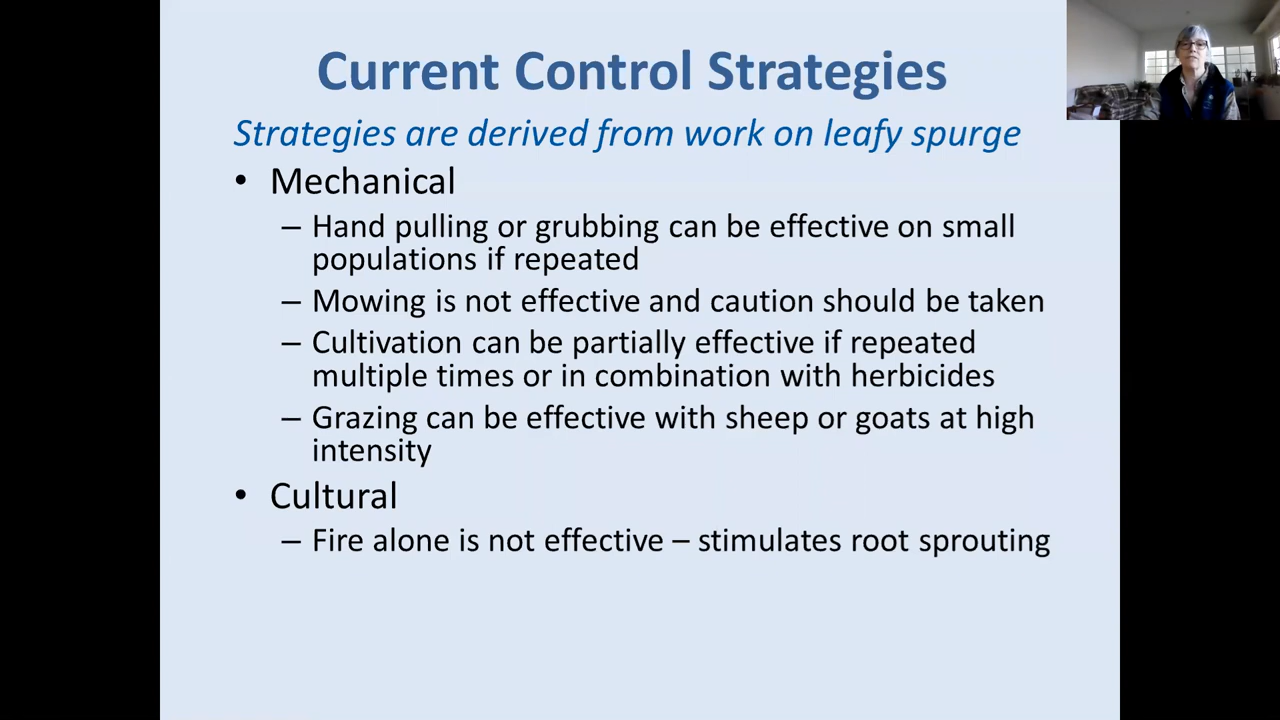 Current Control Strategies
Strategies are derived from work on leafy spurge
• Mechanical
– Hand pulling or grubbing can be effective on small
populations if repeated
– Mowing is not effective and caution should be taken
– Cultivation can be partially effective if repeated
multiple times or in combination with herbicides
– Grazing can be effective with sheep or goats at high
intensity
• Cultural
– Fire alone is not effective – stimulates root sprouting